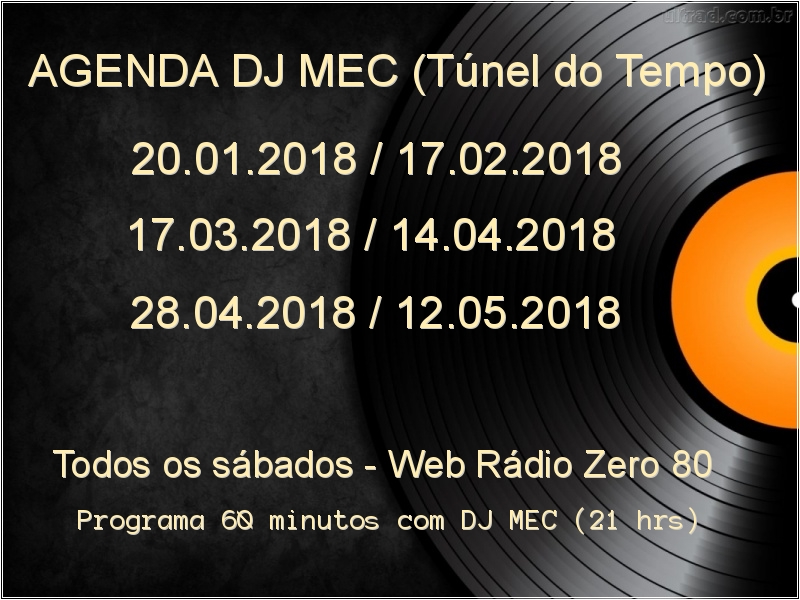 AGENDA DJ MEC (Túnel do Tempo)
20.01.2018 / 17.02.2018
17.03.2018 / 14.04.2018
28.04.2018 / 12.05.2018
Todos os sábados - Web Rádio Zero 80
Programa 60 minutos com DJ MEC (21 hrs)